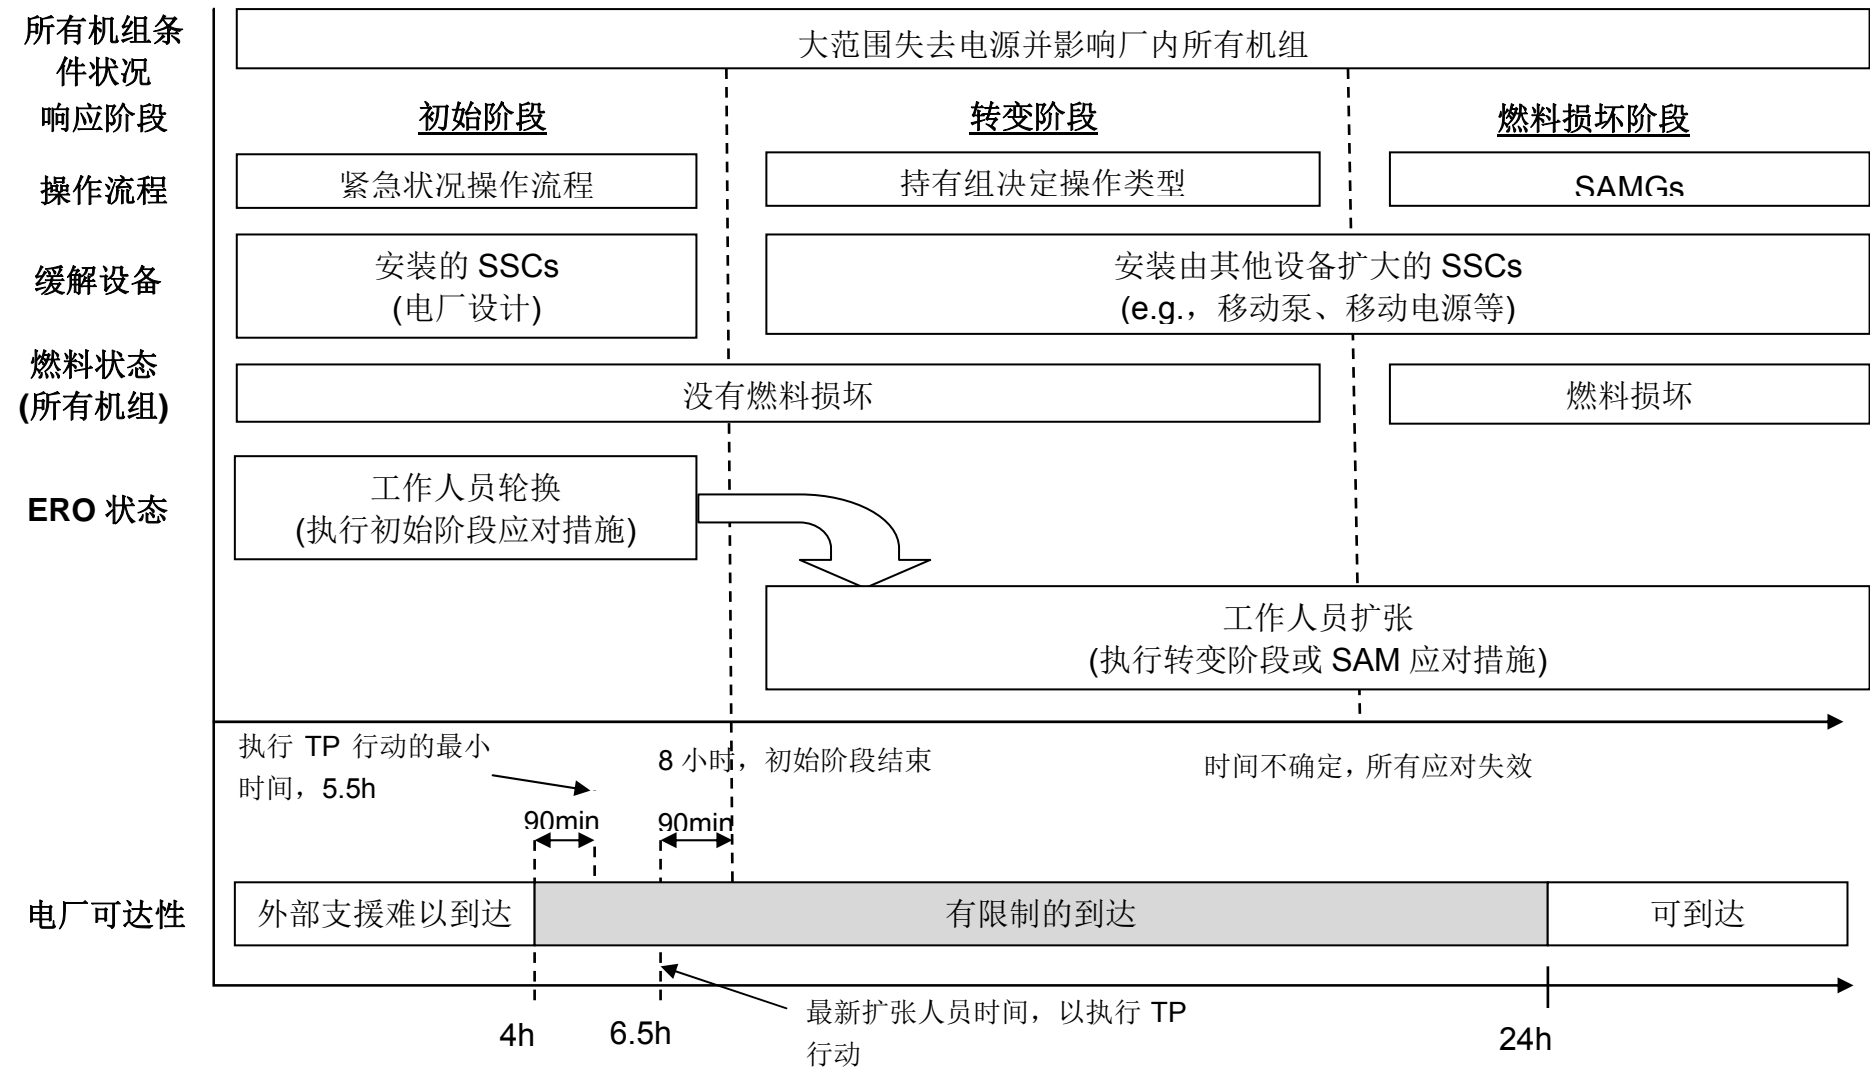 所有机组条
件状况
大范围失去电源并影响厂内所有机组
响应阶段
初始阶段
转变阶段
燃料损坏阶段
操作流程
紧急状况操作流程
持有组决定操作类型
SAMGs
缓解设备
安装的 SSCs
(电厂设计)
安装由其他设备扩大的 SSCs
(e.g.，移动泵、移动电源等)
燃料状态
(所有机组)
没有燃料损坏
燃料损坏
ERO 状态
工作人员轮换
(执行初始阶段应对措施)
工作人员扩张
(执行转变阶段或 SAM 应对措施)
执行 TP 行动的最小
时间，5.5h
8 小时，初始阶段结束
时间不确定，所有应对失效
90min
90min
电厂可达性
外部支援难以到达
有限制的到达
可到达
4h
6.5h
最新扩张人员时间，以执行 TP
行动
24h